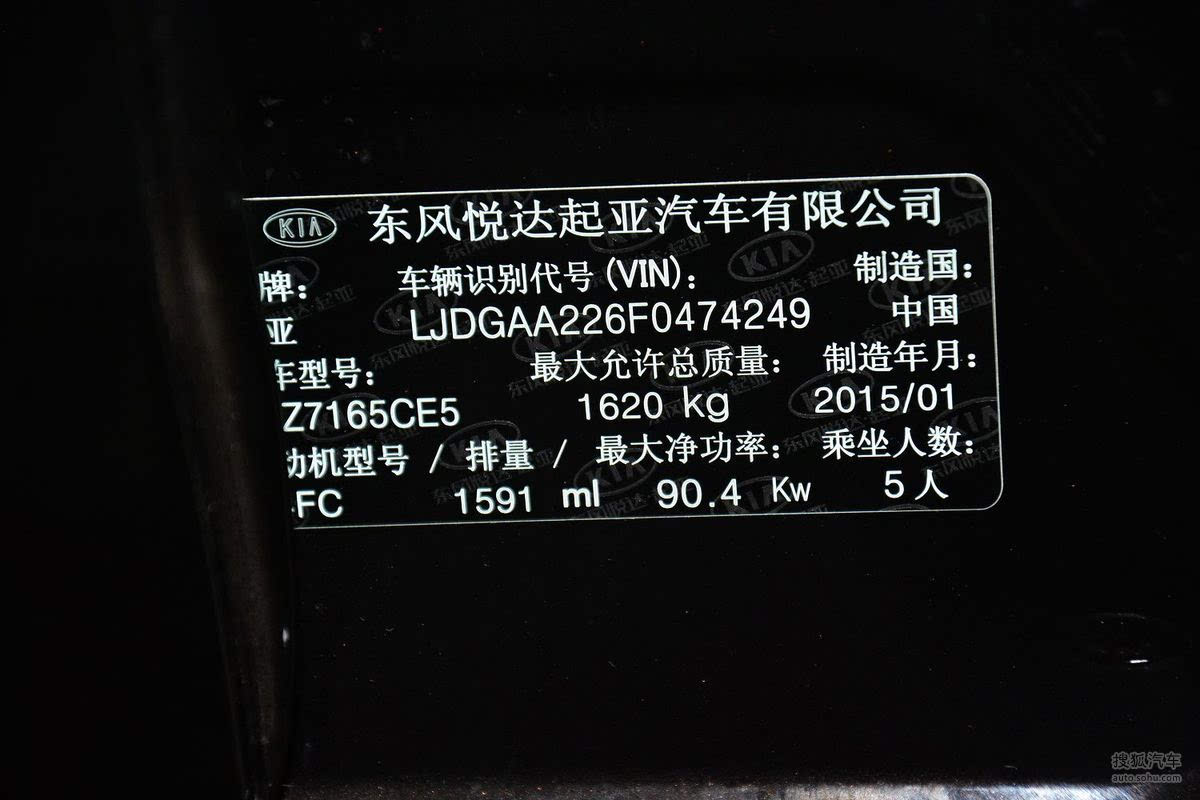 KIA 东风悦达起亚汽车有限公司
牌: 车辆识别代号(VIN): 制造国:
亚 LJDGAA226F0474249 中国
车型号: 最大允许总质量: 制造年月:
Z7165CE5 1620 kg 2015/01
动机型号 / 排量 / 最大净功率: 乘坐人数:
FC 1591 ml 90.4 Kw 5人
搜狐汽车
auto.sohu.com